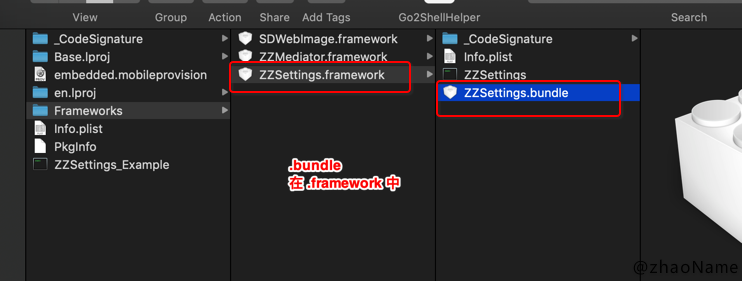 View Group Action Share Add Tags Go2ShellHelper Search
_CodeSignature
Base.lproj
embedded.mobileprovision
en.lproj
Frameworks
Info.plist
PkgInfo
ZZSettings_Example
SDWebImage.framework
ZZMediator.framework
ZZSettings.framework
.bundle
在 .framework 中
_CodeSignature
Info.plist
ZZSettings
ZZSettings.bundle
@zhaoName